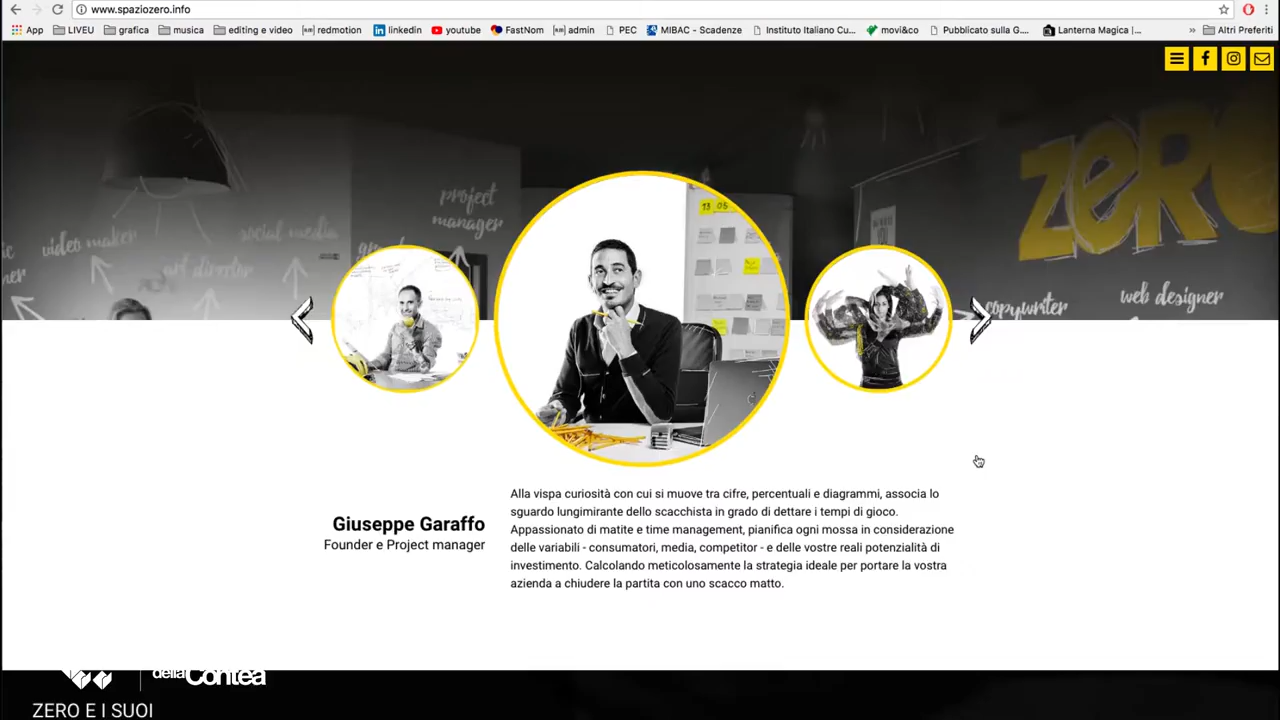 www.spaziozero.info
App LIVEU grafica musica editing e video redmotion linkedin youtube FastNom admin PEC MIBAC - Scadenze Instituto Italiano Cu... movi&co Pubblicato sulla G.... Lanterna Magica |... » Altri Preferiti
zero
project
manager
video maker
social media
art director
copywriter
web designer
13 05
Giuseppe Garaffo
Founder e Project manager
Alla vispa curiosità con cui si muove tra cifre, percentuali e diagrammi, associa lo
sguardo lungimirante dello scacchista in grado di dettare i tempi di gioco.
Appassionato di matite e time management, pianifica ogni mossa in considerazione
delle variabili - consumatori, media, competitor - e delle vostre reali potenzialità di
investimento. Calcolando meticolosamente la strategia ideale per portare la vostra
azienda a chiudere la partita con uno scacco matto.
dellaContea
ZERO E I SUOI